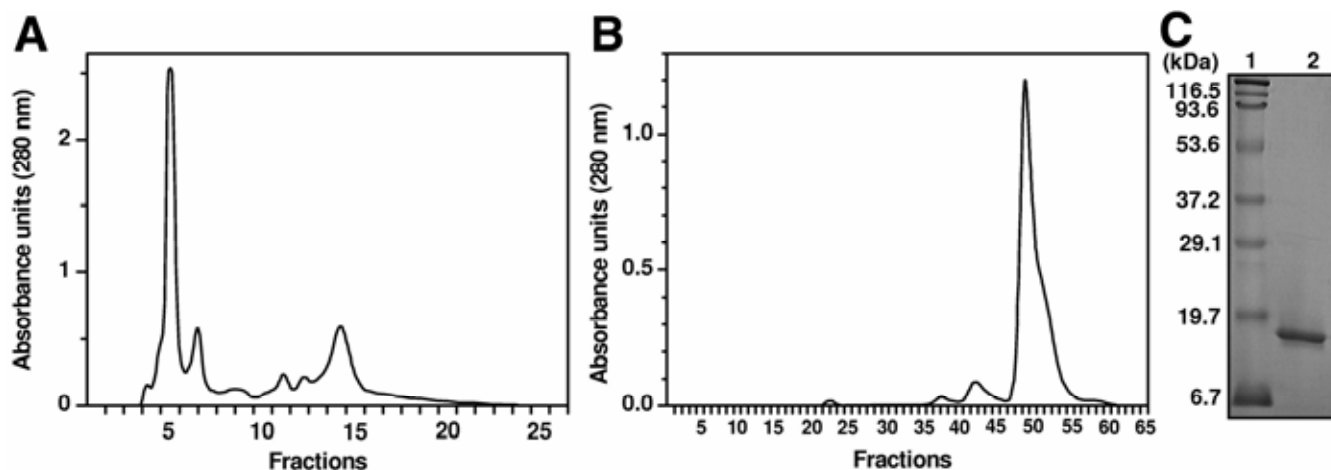 A
Absorbance units (280 nm)
2
1
0
5 10 15 20 25
Fractions
B
Absorbance units (280 nm)
1.0
0.5
0.0
5 10 15 20 25 30 35 40 45 50 55 60 65
Fractions
C
(kDa) 1 2
116.5
93.6
53.6
37.2
29.1
19.7
6.7